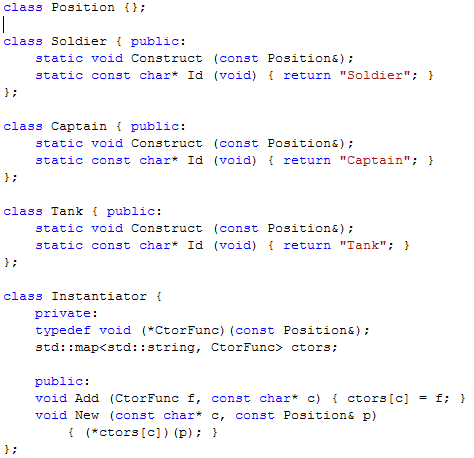 class Position {};
class Soldier { public:
    static void Construct (const Position&);
    static const char* Id (void) { return "Soldier"; }
};
class Captain { public:
    static void Construct (const Position&);
    static const char* Id (void) { return "Captain"; }
};
class Tank { public:
    static void Construct (const Position&);
    static const char* Id (void) { return "Tank"; }
};
class Instantiator {
    private:
    typedef void (*CtorFunc)(const Position&);
    std::map<std::string, CtorFunc> ctors;
    public:
    void Add (CtorFunc f, const char* c) { ctors[c] = f; }
    void New (const char* c, const Position& p)
        { (*ctors[c])(p); }
};